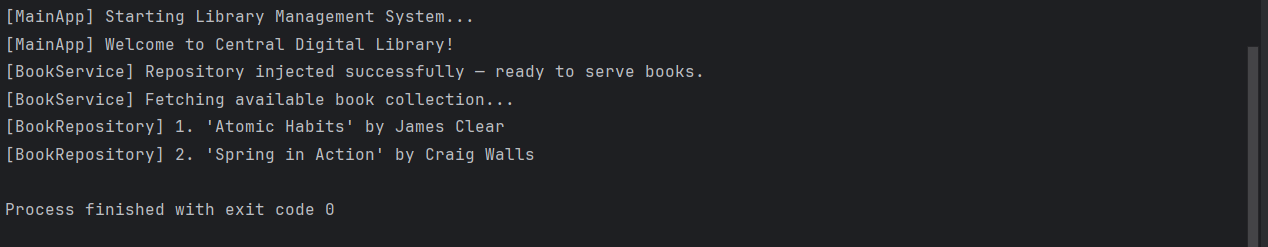 [MainApp] Starting Library Management System...
[MainApp] Welcome to Central Digital Library!
[BookService] Repository injected successfully — ready to serve books.
[BookService] Fetching available book collection...
[BookRepository] 1. 'Atomic Habits' by James Clear
[BookRepository] 2. 'Spring in Action' by Craig Walls
Process finished with exit code 0